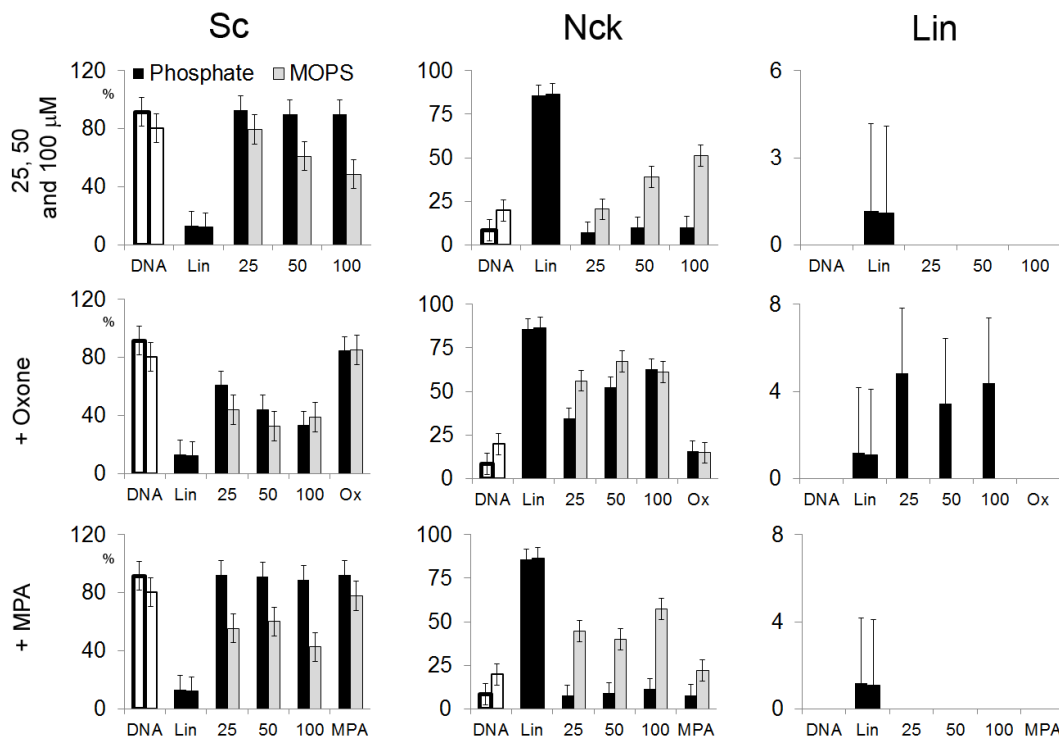 Sc Nck Lin
25, 50
and 100 µM
120 80 40 0
%
Phosphate MOPS
DNA Lin 25 50 100
100 75 50 25 0
DNA Lin 25 50 100
6 3 0
DNA Lin 25 50 100
+ Oxone
120 80 40 0
%
DNA Lin 25 50 100 Ox
100 75 50 25 0
DNA Lin 25 50 100 Ox
8 4 0
DNA Lin 25 50 100 Ox
+ MPA
120 80 40 0
%
DNA Lin 25 50 100 MPA
100 75 50 25 0
DNA Lin 25 50 100 MPA
8 4 0
DNA Lin 25 50 100 MPA